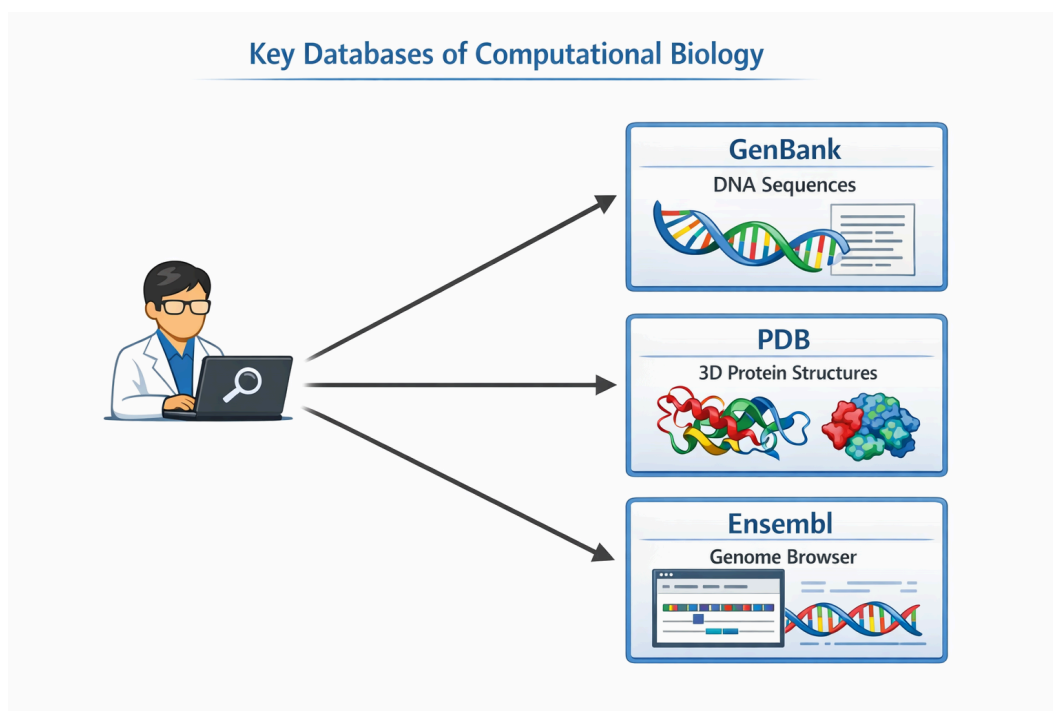 Key Databases of Computational Biology
GenBank
DNA Sequences
PDB
3D Protein Structures
Ensembl
Genome Browser